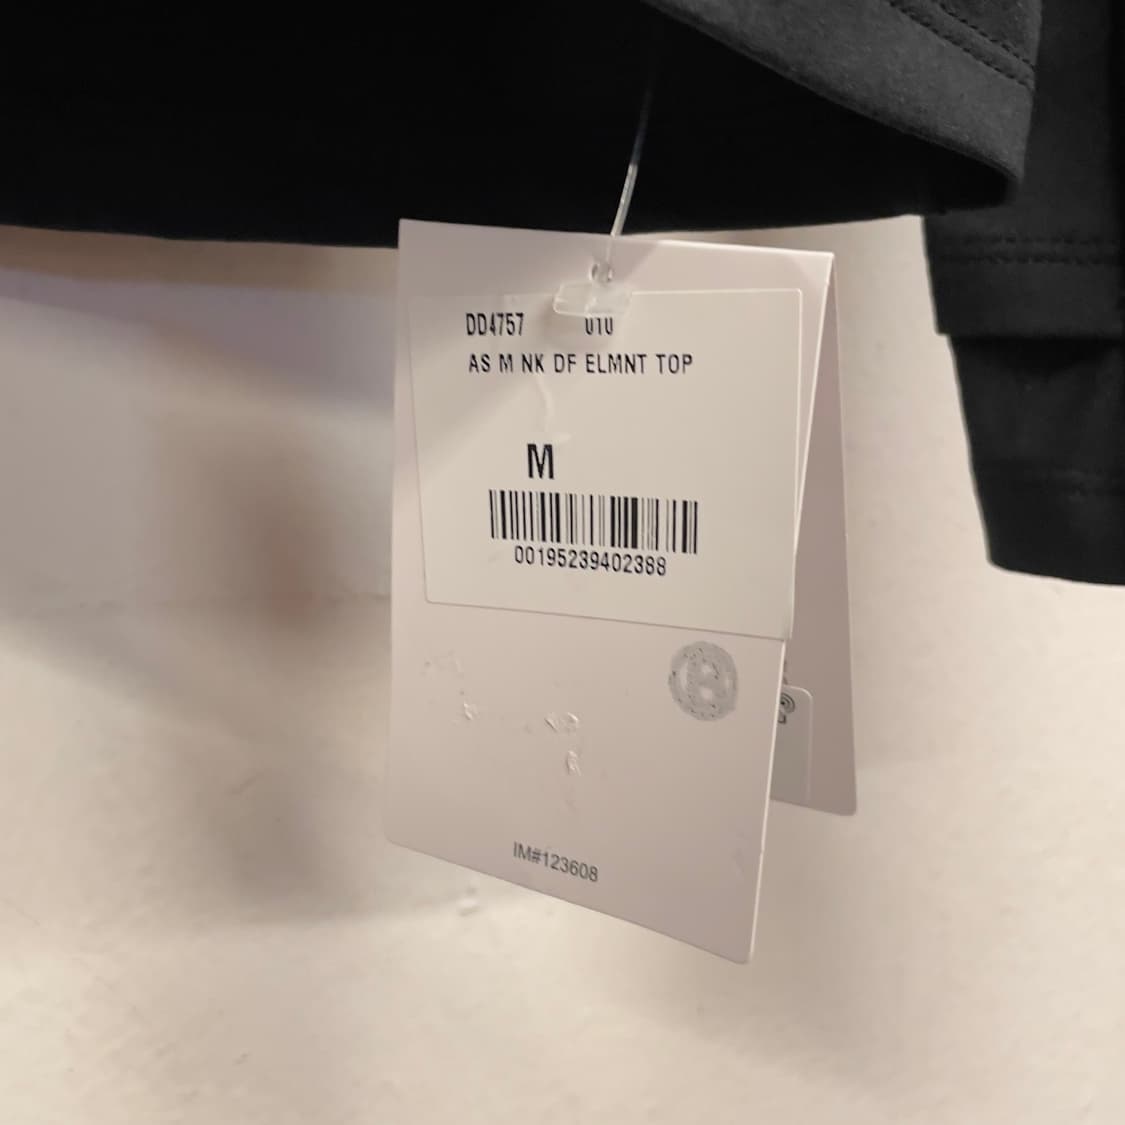 DD4757 010
AS M NK DF ELMNT TOP
M
00195239402388
IM#123608